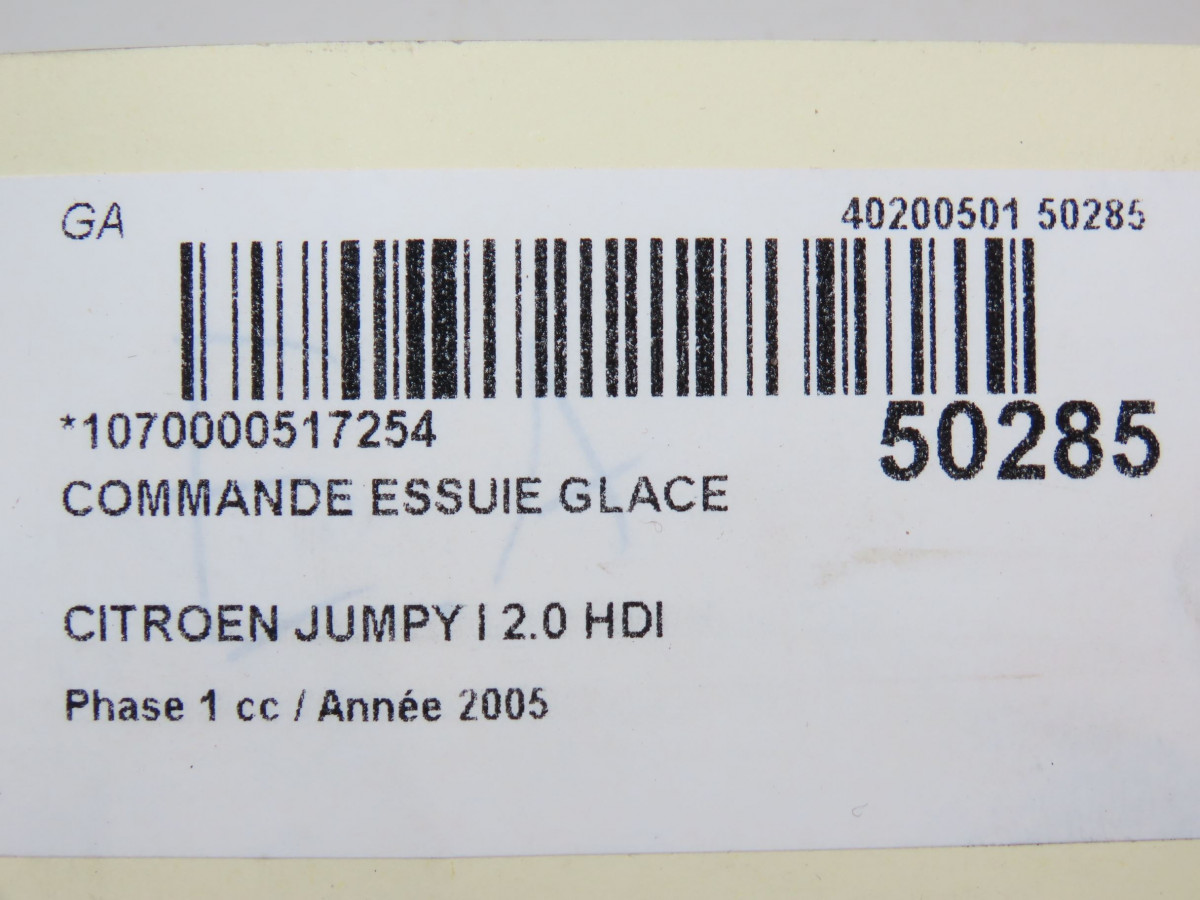 GA
40200501 50285
*1070000517254
50285
COMMANDE ESSUIE GLACE
CITROEN JUMPY I 2.0 HDI
Phase 1 cc / Année 2005